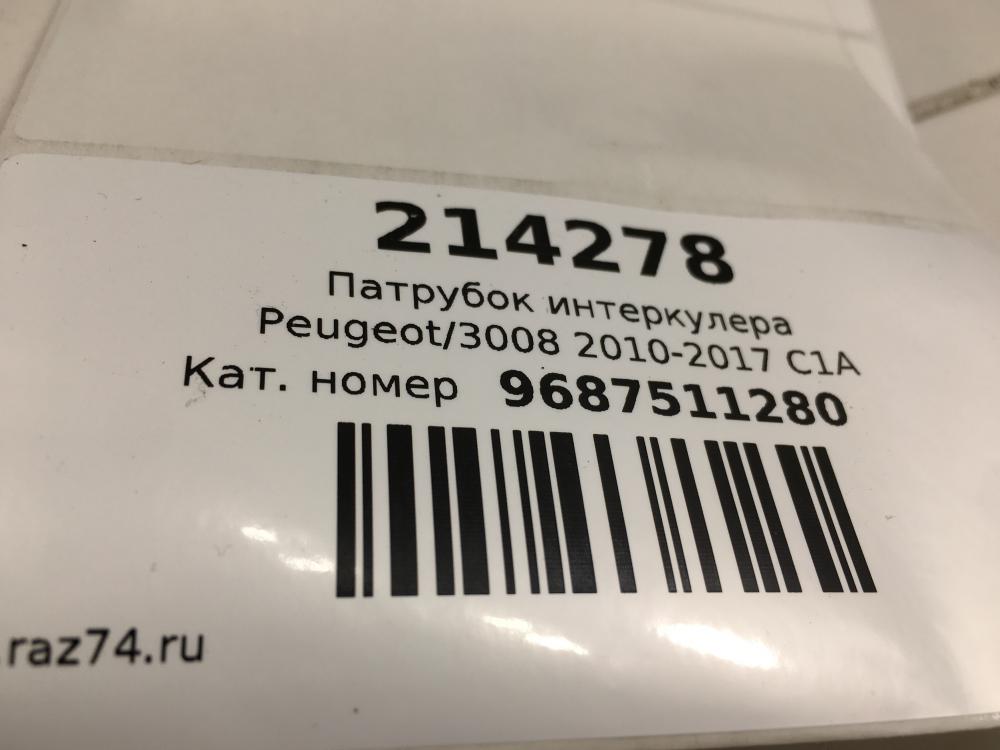 214278
Патрубок интеркулера
Peugeot/3008 2010-2017 C1A
Кат. номер 9687511280
.raz74.ru